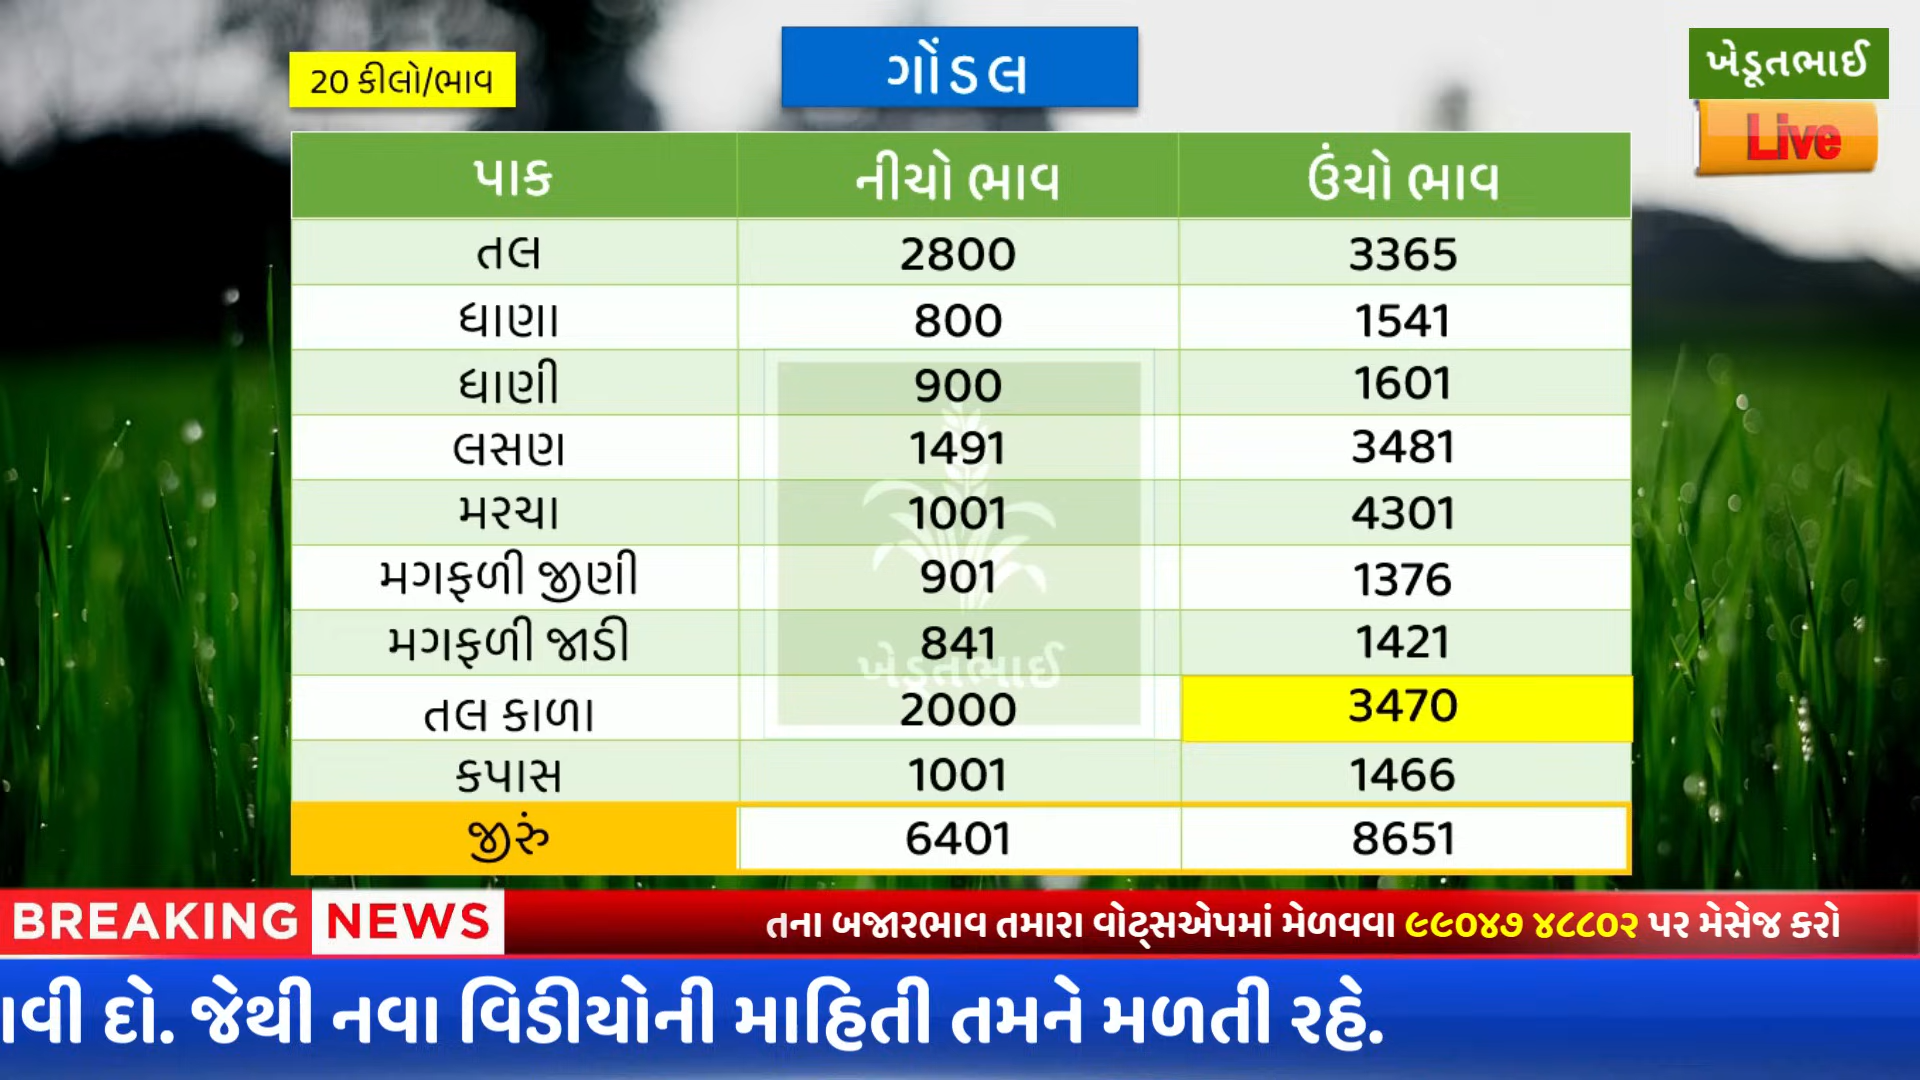 20 કીલો/ભાવ
ગોંડલ
ખેડૂતભાઈ
Live
પાક નીચો ભાવ ઉંચો ભાવ
તલ 2800 3365
ધાણા 800 1541
ધાણી 900 1601
લસણ 1491 3481
મરચા 1001 4301
મગફળી જીણી 901 1376
મગફળી જાડી 841 1421
ખેડૂતભાઈ
તલ કાળા 2000 3470
કપાસ 1001 1466
જીરું 6401 8651
BREAKING NEWS
તના બજારભાવ તમારા વોટ્સએપમાં મેળવવા ૯૯૦૪૭ ૪૮૮૦૨ પર મેસેજ કરો
ાવી દો. જેથી નવા વિડીયોની માહિતી તમને મળતી રહે.